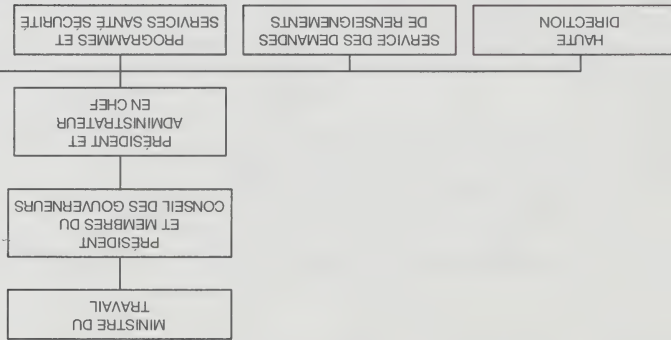 MINISTRE DU
TRAVAIL
PRÉSIDENT
ET MEMBRES DU
CONSEIL DES GOUVERNEURS
PRÉSIDENT ET
ADMINISTRATEUR
EN CHEF
HAUTE
DIRECTION
SERVICE DES DEMANDES
DE RENSEIGNEMENTS
PROGRAMMES ET
SERVICES SANTÉ SÉCURITÉ